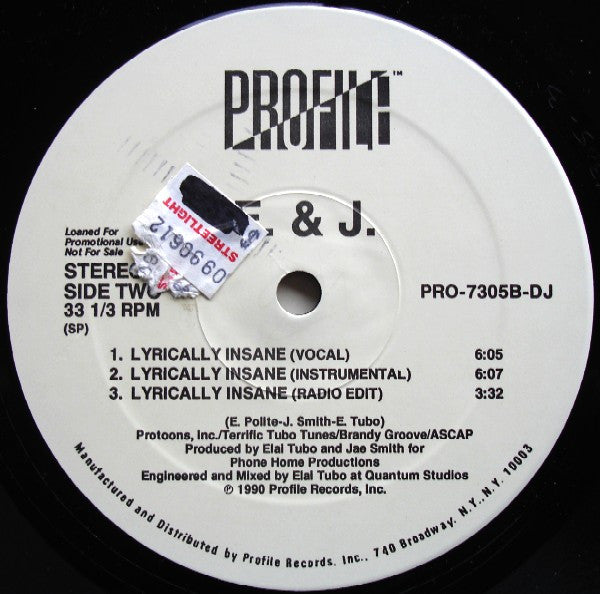 PROFILE™
E. & J.
STREETLIGHT
0998612
Loaned For
Promotional Use
Not For Sale
STEREO
SIDE TWO
33 1/3 RPM
(SP)
PRO-7305B-DJ
1. LYRICALLY INSANE (VOCAL) 6:05
2. LYRICALLY INSANE (INSTRUMENTAL) 6:07
3. LYRICALLY INSANE (RADIO EDIT) 3:32
(E. Polite-J. Smith-E. Tubo)
Protoons, Inc./Terrific Tubo Tunes/Brandy Groove/ASCAP
Produced by Elai Tubo and Jae Smith for
Phone Home Productions
Engineered and Mixed by Elai Tubo at Quantum Studios
℗ 1990 Profile Records, Inc.
Manufactured and Distributed by Profile Records, Inc., 740 Broadway, N.Y., N.Y. 10003